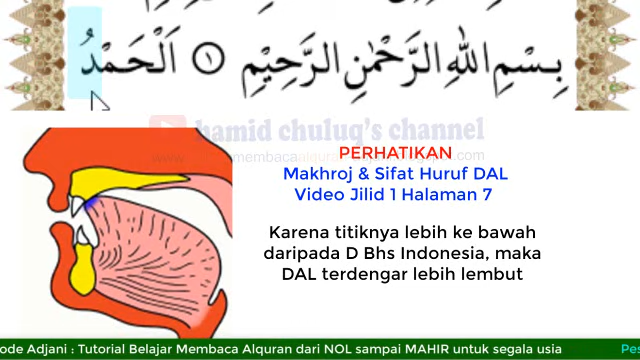 بِسْمِ اللهِ الرَّحْمٰنِ الرَّحِيْمِ ۝١ اَلْحَمْدُ
hamid chuluq's channel
PERHATIKAN
Makhroj & Sifat Huruf DAL
Video Jilid 1 Halaman 7
Karena titiknya lebih ke bawah
daripada D Bhs Indonesia, maka
DAL terdengar lebih lembut
ode Adjani : Tutorial Belajar Membaca Alquran dari NOL sampai MAHIR untuk segala usia